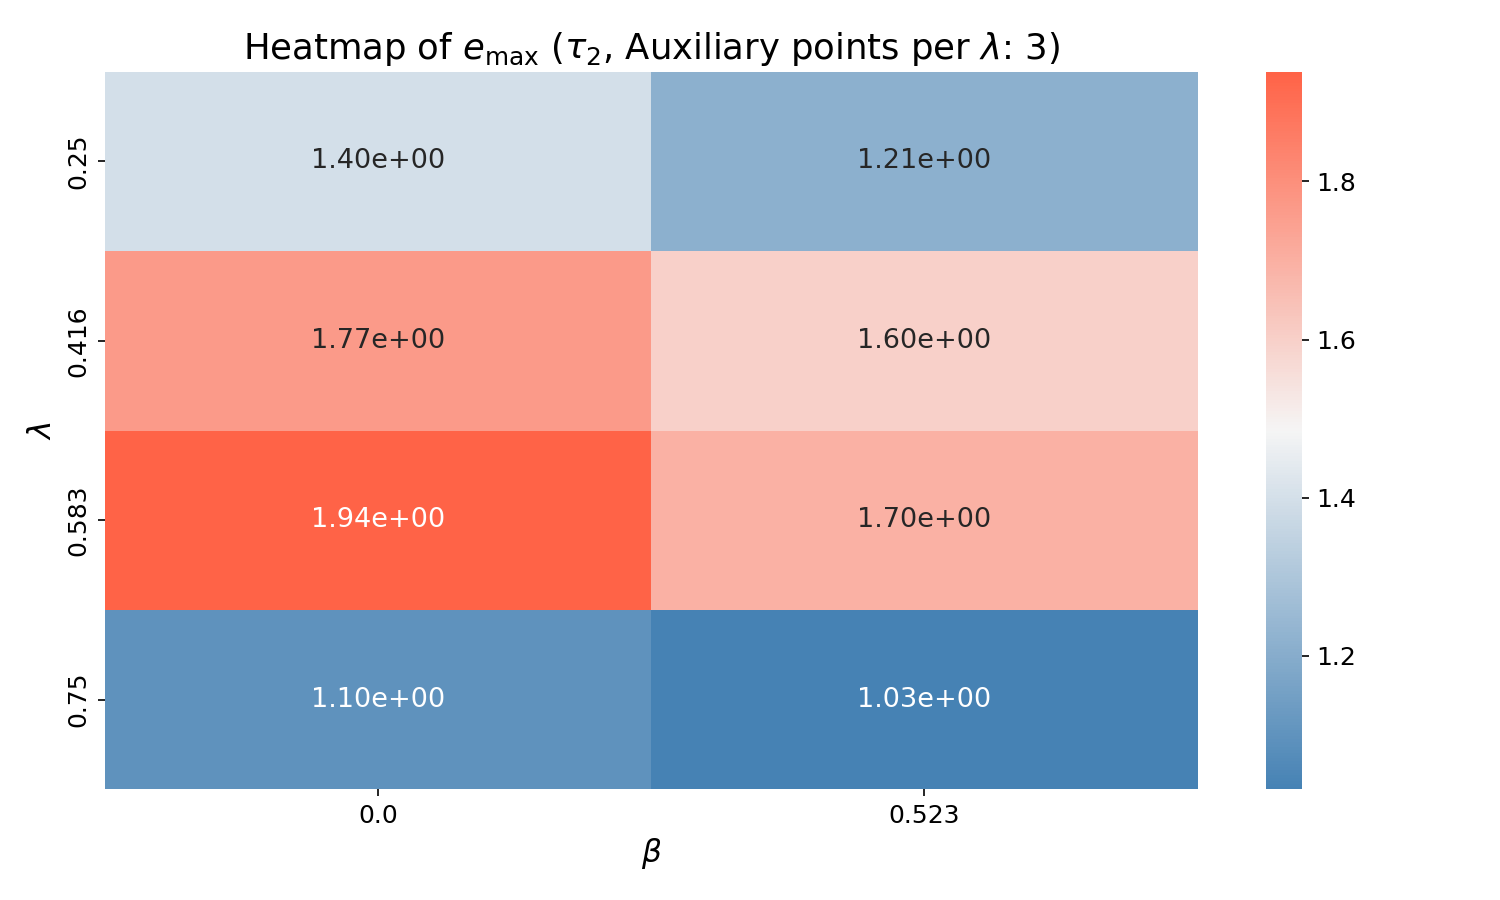 Heatmap of e_max (τ_2, Auxiliary points per λ: 3)
λ
0.25
1.40e+00
1.21e+00
0.416
1.77e+00
1.60e+00
0.583
1.94e+00
1.70e+00
0.75
1.10e+00
1.03e+00
0.0
0.523
β
1.8
1.6
1.4
1.2